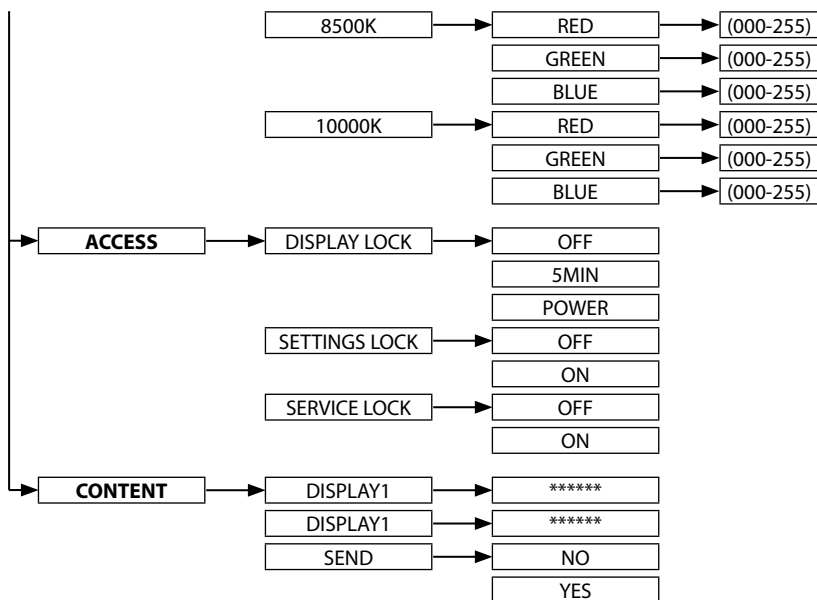 8500K RED (000-255)
GREEN (000-255)
BLUE (000-255)
10000K RED (000-255)
GREEN (000-255)
BLUE (000-255)
ACCESS DISPLAY LOCK OFF
5MIN
POWER
SETTINGS LOCK OFF
ON
SERVICE LOCK OFF
ON
CONTENT DISPLAY1 ******
DISPLAY1 ******
SEND NO
YES